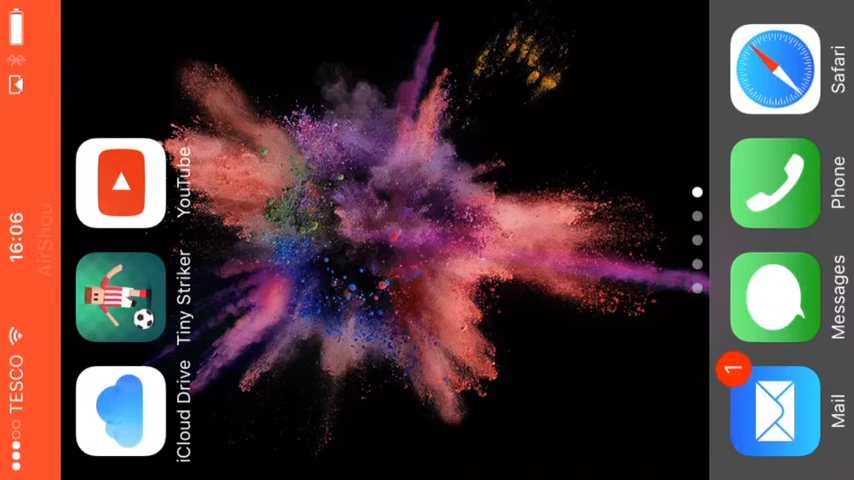 TESCO 16:06
AirShou
iCloud Drive Tiny Striker YouTube
1
Mail Messages Phone Safari